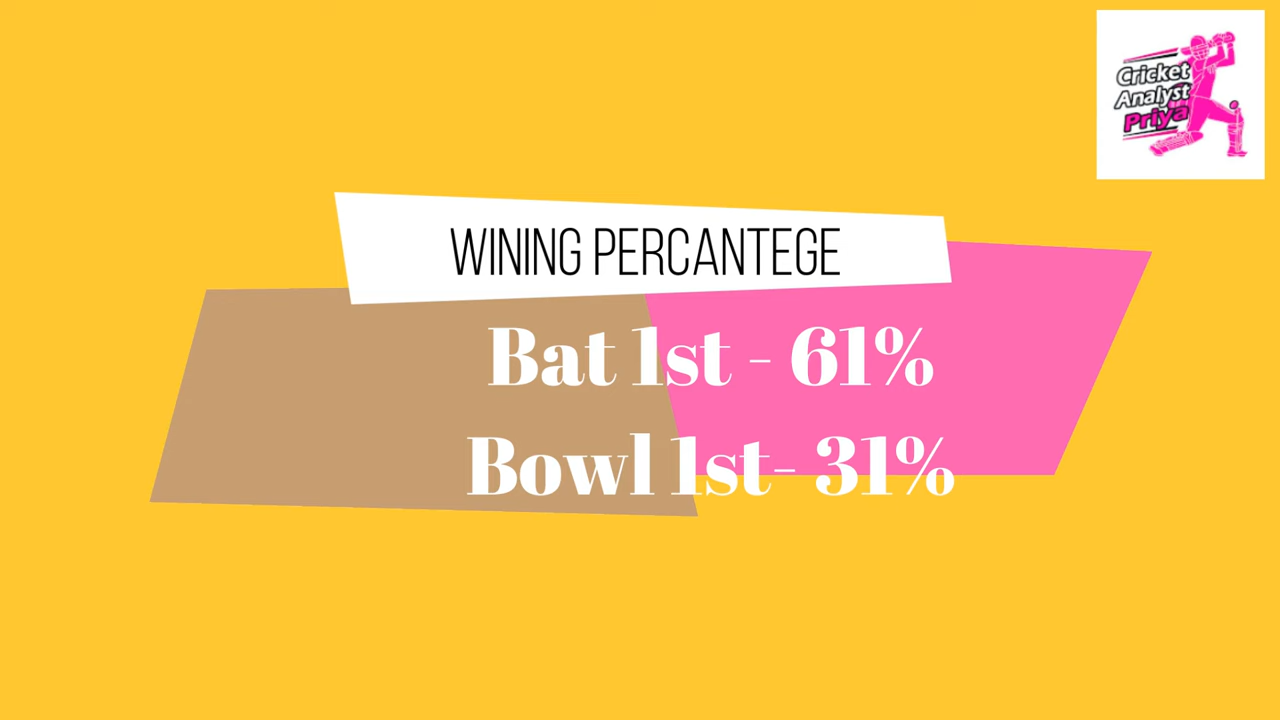 Cricket
Analyst
Priya
WINING PERCANTEGE
Bat 1st - 61%
Bowl 1st- 31%